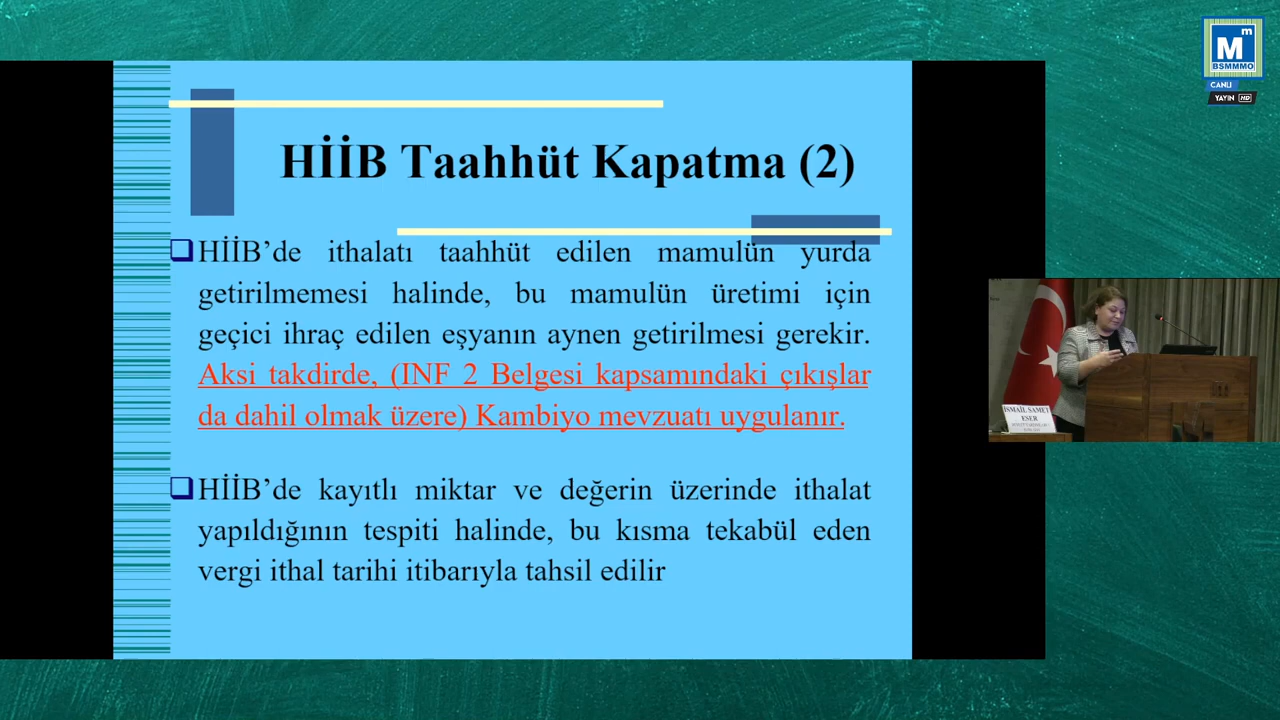 M m
BSMMMO
CANLI
YAYIN HD
HİİB Taahhüt Kapatma (2)
HİİB’de ithalatı taahhüt edilen mamulün yurda
getirilmemesi halinde, bu mamulün üretimi için
geçici ihraç edilen eşyanın aynen getirilmesi gerekir.
Aksi takdirde, (INF 2 Belgesi kapsamındaki çıkışlar
da dahil olmak üzere) Kambiyo mevzuatı uygulanır.
HİİB’de kayıtlı miktar ve değerin üzerinde ithalat
yapıldığının tespiti halinde, bu kısma tekabül eden
vergi ithal tarihi itibarıyla tahsil edilir
İSMAİL SAMET
ESER